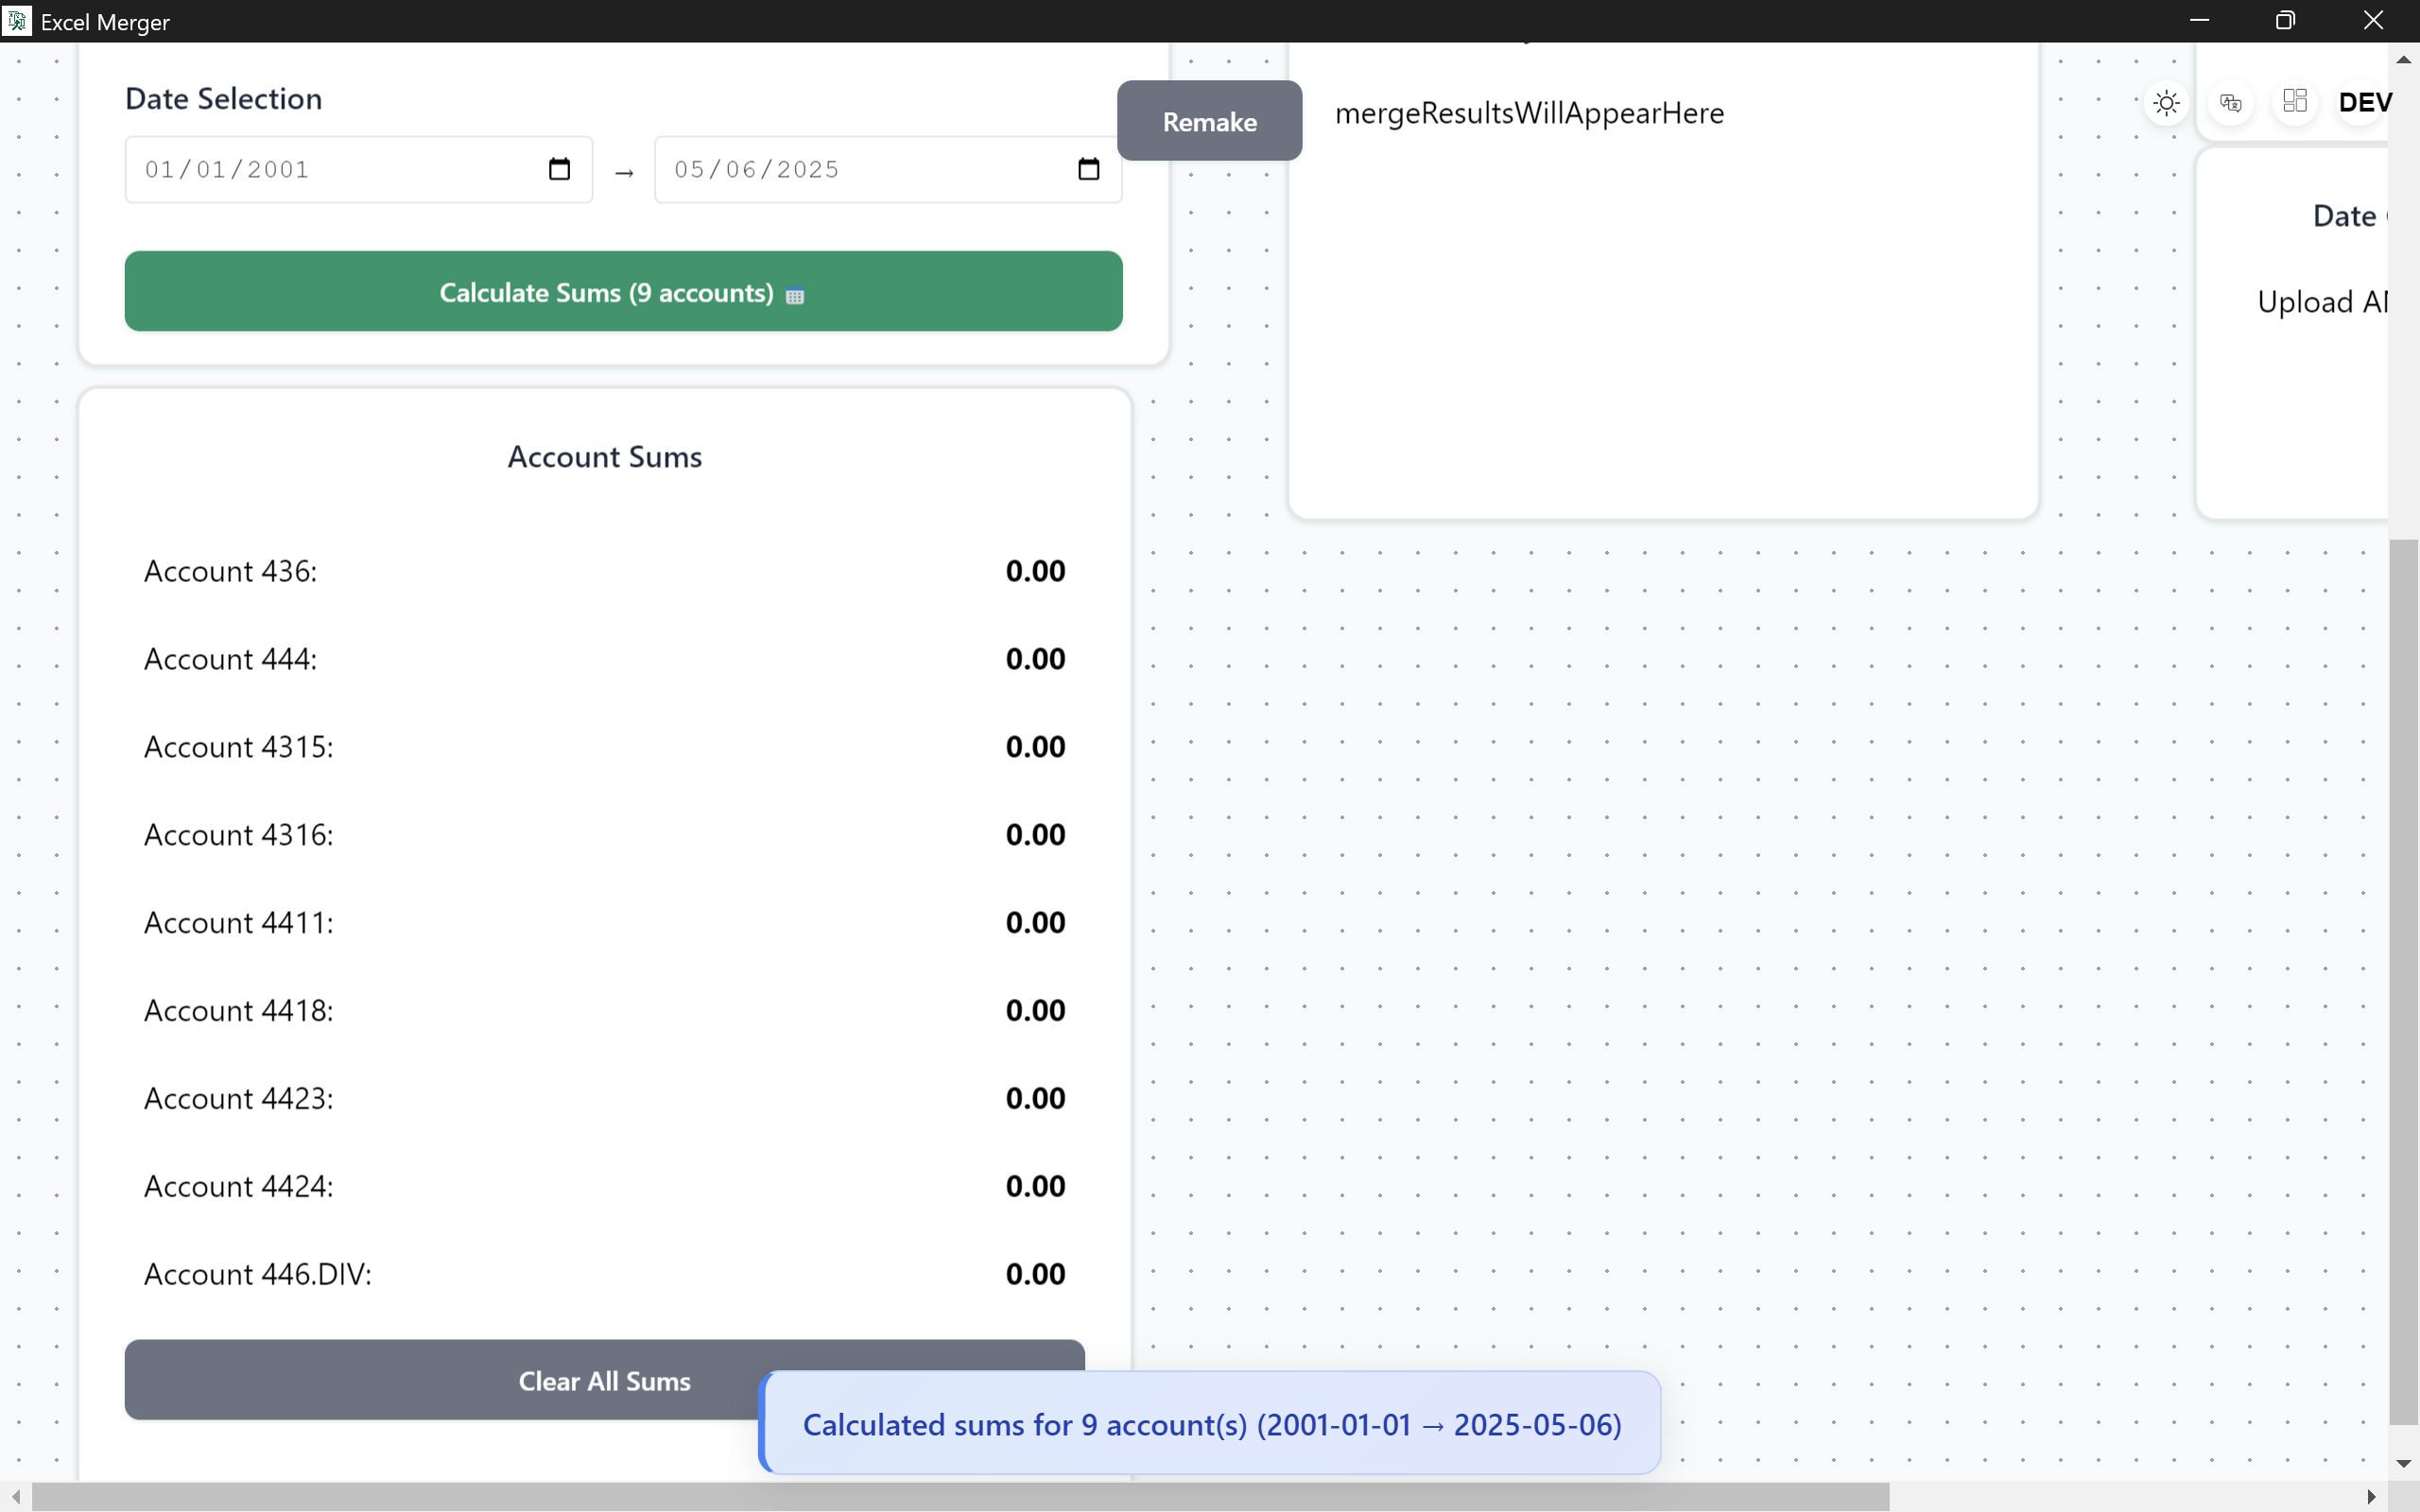 Excel Merger
Date Selection
01/01/2001 → 05/06/2025
Calculate Sums (9 accounts)
Account Sums
Account 436: 0.00
Account 444: 0.00
Account 4315: 0.00
Account 4316: 0.00
Account 4411: 0.00
Account 4418: 0.00
Account 4423: 0.00
Account 4424: 0.00
Account 446.DIV: 0.00
Clear All Sums
Remake
mergeResultsWillAppearHere
DEV
Date
Upload
Calculated sums for 9 account(s) (2001-01-01 → 2025-05-06)